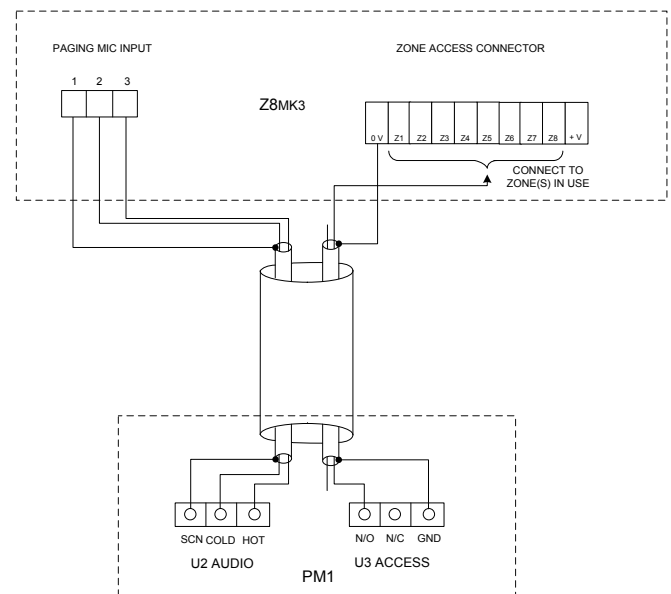 PAGING MIC INPUT
ZONE ACCESS CONNECTOR
1 2 3
Z8MK3
0 V Z1 Z2 Z3 Z4 Z5 Z6 Z7 Z8 + V
CONNECT TO
ZONE(S) IN USE
SCN COLD HOT
N/O N/C GND
U2 AUDIO
U3 ACCESS
PM1